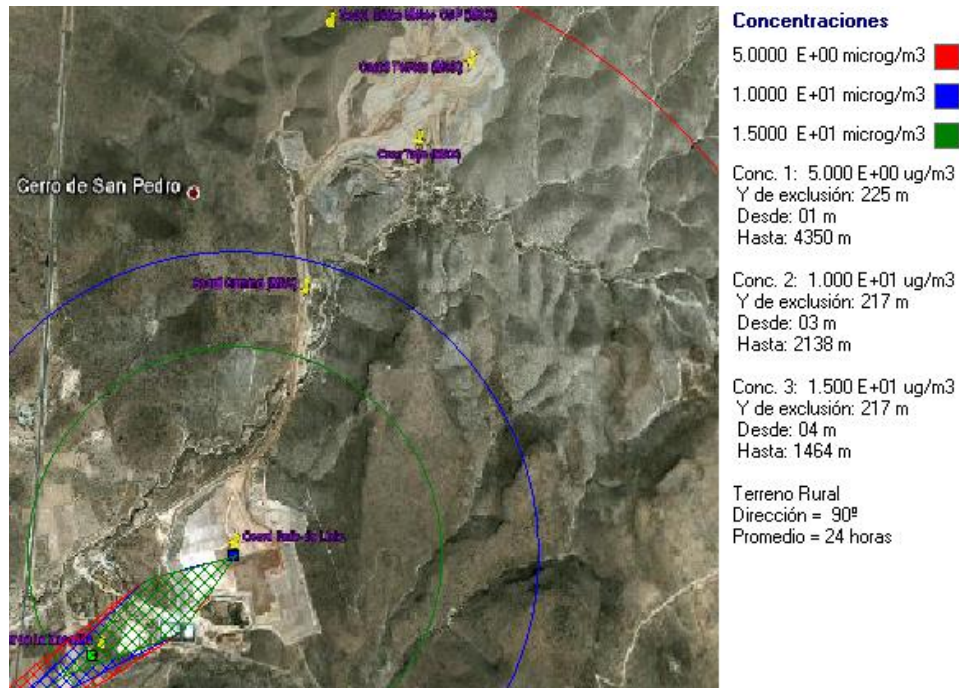 Cerro de San Pedro
Concentraciones
5.0000 E+00 microg/m3
1.0000 E+01 microg/m3
1.5000 E+01 microg/m3
Conc. 1: 5.000 E+00 ug/m3
Y de exclusión: 225 m
Desde: 01 m
Hasta: 4350 m
Conc. 2: 1.000 E+01 ug/m3
Y de exclusión: 217 m
Desde: 03 m
Hasta: 2138 m
Conc. 3: 1.500 E+01 ug/m3
Y de exclusión: 217 m
Desde: 04 m
Hasta: 1464 m
Terreno Rural
Dirección = 90º
Promedio = 24 horas